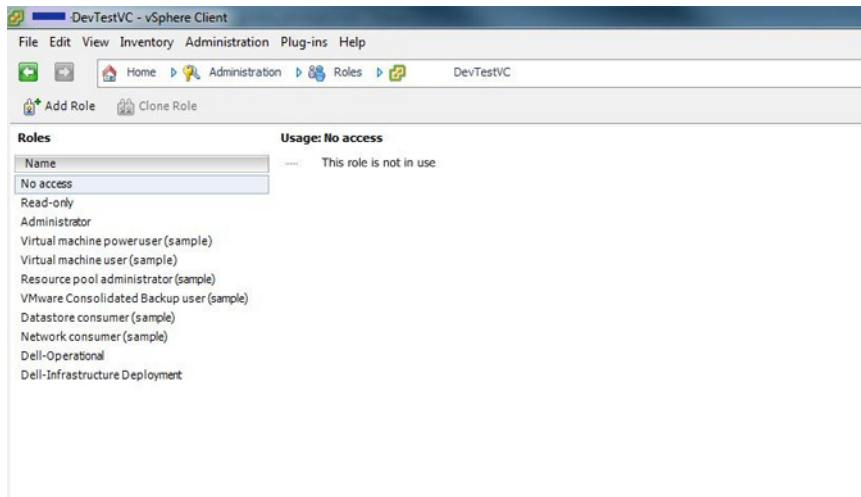 DevTestVC - vSphere Client
File Edit View Inventory Administration Plug-ins Help
Home Administration Roles DevTestVC
Add Role Clone Role
Roles
Name
No access
Read-only
Administrator
Virtual machine power user (sample)
Virtual machine user (sample)
Resource pool administrator (sample)
VMware Consolidated Backup user (sample)
Datastore consumer (sample)
Network consumer (sample)
Dell-Operational
Dell-Infrastructure Deployment
Usage: No access
This role is not in use